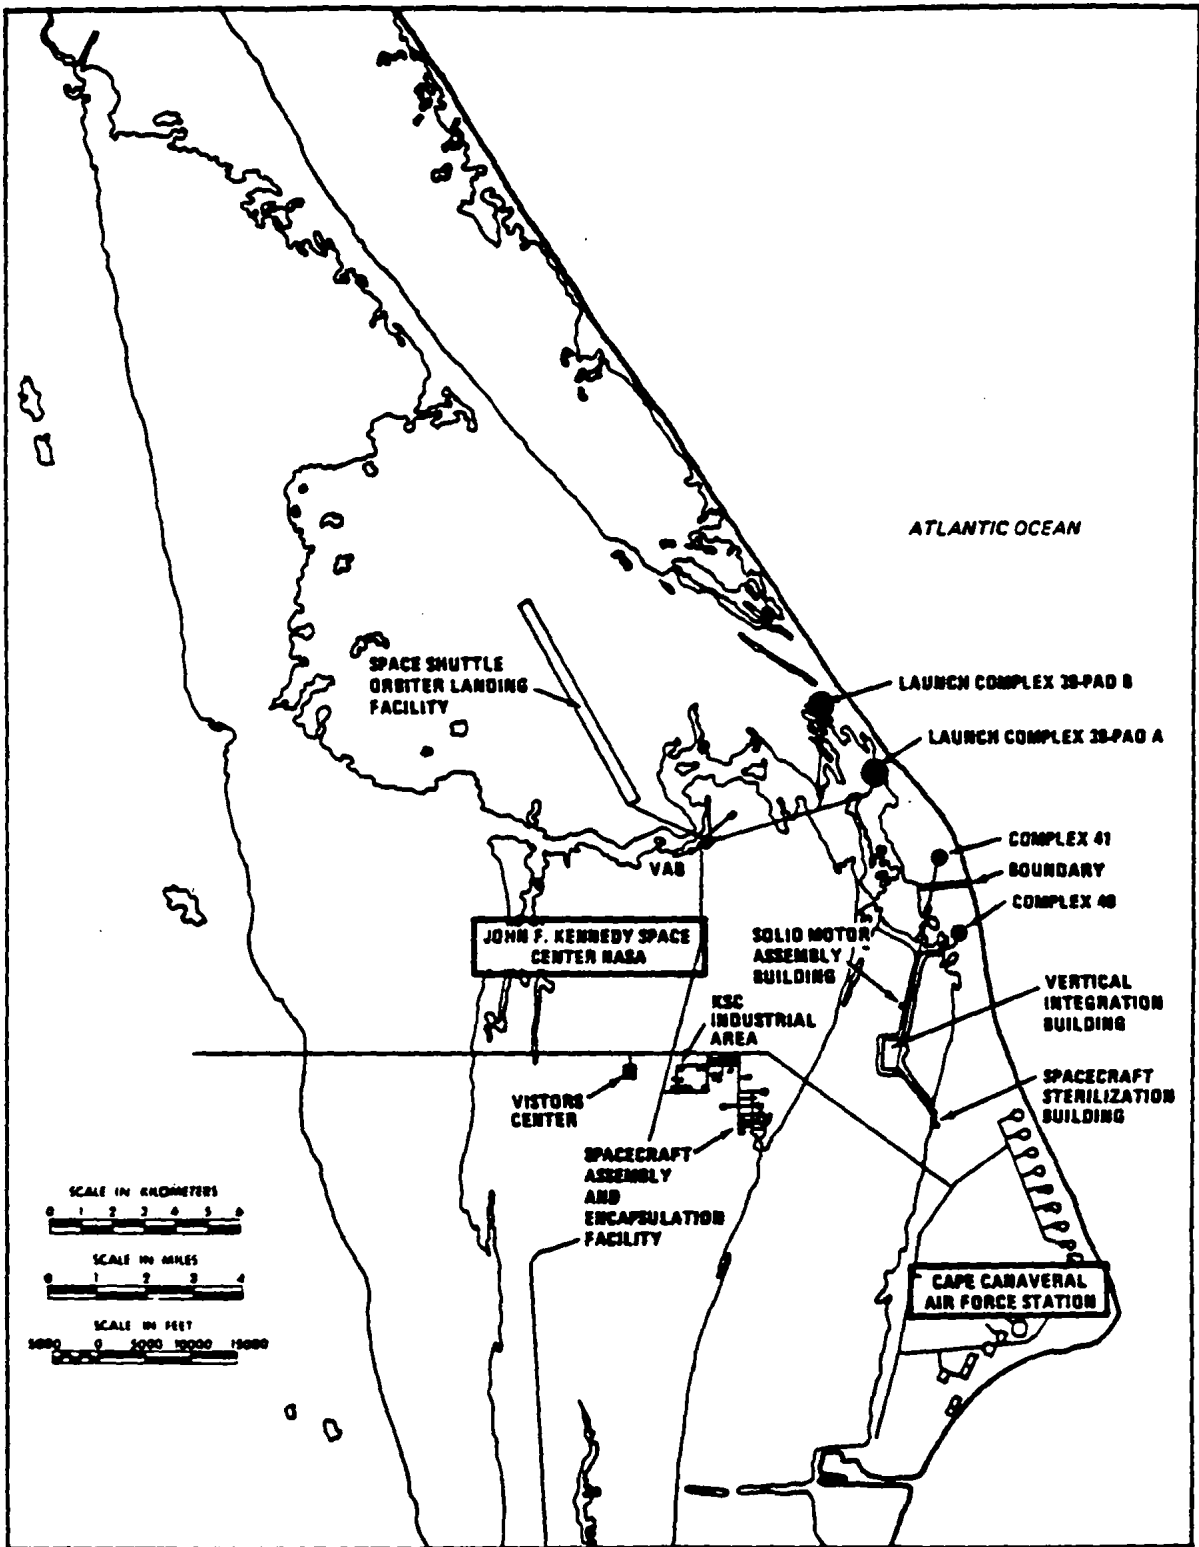 ATLANTIC OCEAN
SPACE SHUTTLE
ORBITER LANDING
FACILITY
LAUNCH COMPLEX 39-PAD B
LAUNCH COMPLEX 39-PAD A
COMPLEX 41
BOUNDARY
COMPLEX 40
VAB
JOHN F. KENNEDY SPACE
CENTER NASA
SOLID MOTOR
ASSEMBLY
BUILDING
VERTICAL
INTEGRATION
BUILDING
KSC
INDUSTRIAL
AREA
VISTORS
CENTER
SPACECRAFT
STERILIZATION
BUILDING
SPACECRAFT
ASSEMBLY
AND
ENCAPSULATION
FACILITY
SCALE IN KILOMETERS
0 1 2 3 4 5 6
SCALE IN MILES
0 1 2 3 4
SCALE IN FEET
5000 0 5000 10000 15000
CAPE CANAVERAL
AIR FORCE STATION